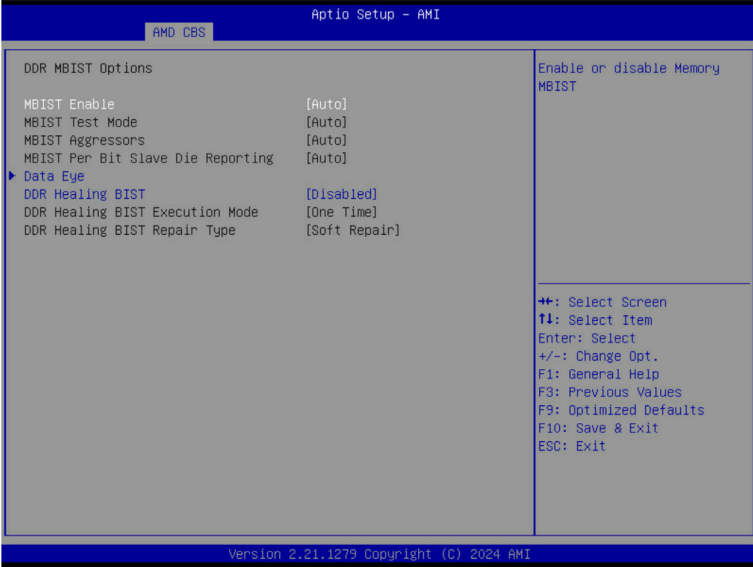 Aptio Setup - AMI
AMD CBS
DDR MBIST Options
MBIST Enable [Auto]
MBIST Test Mode [Auto]
MBIST Aggressors [Auto]
MBIST Per Bit Slave Die Reporting [Auto]
Data Eye
DDR Healing BIST [Disabled]
DDR Healing BIST Execution Mode [One Time]
DDR Healing BIST Repair Type [Soft Repair]
Enable or disable Memory
MBIST
→←: Select Screen
↑↓: Select Item
Enter: Select
+/-: Change Opt.
F1: General Help
F3: Previous Values
F9: Optimized Defaults
F10: Save & Exit
ESC: Exit
Version 2.21.1279 Copyright (C) 2024 AMI